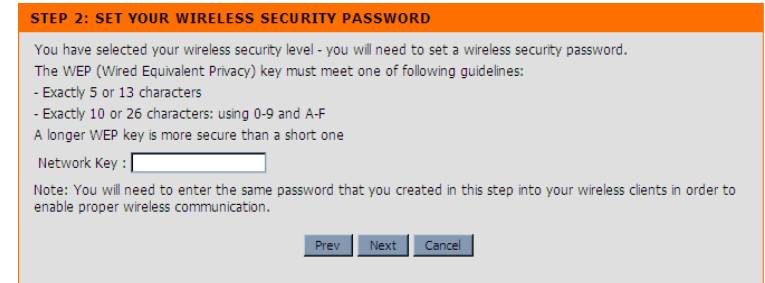 STEP 2: SET YOUR WIRELESS SECURITY PASSWORD
You have selected your wireless security level - you will need to set a wireless security password.
The WEP (Wired Equivalent Privacy) key must meet one of following guidelines:
- Exactly 5 or 13 characters
- Exactly 10 or 26 characters: using 0-9 and A-F
A longer WEP key is more secure than a short one
Network Key :
Note: You will need to enter the same password that you created in this step into your wireless clients in order to
enable proper wireless communication.
Prev Next Cancel